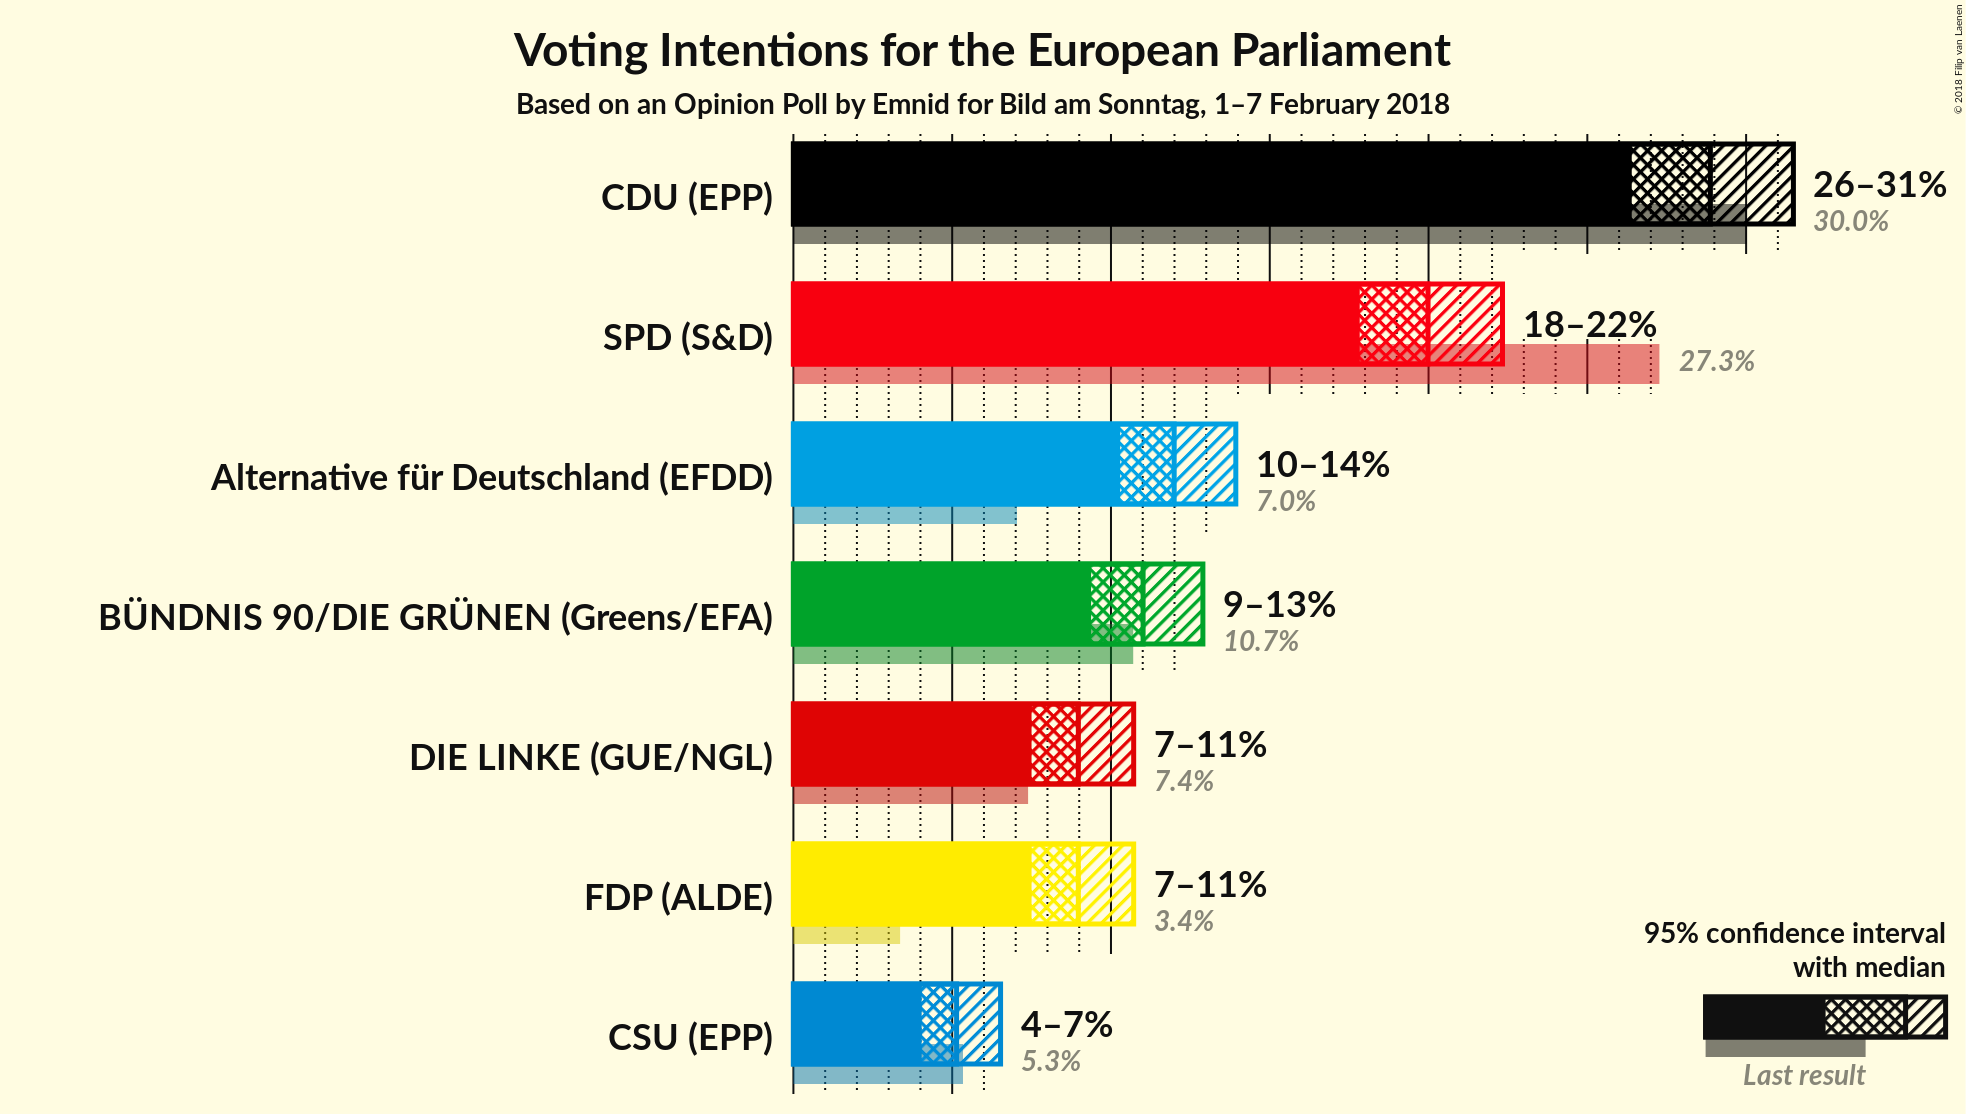 Voting Intentions for the European Parliament
Based on an Opinion Poll by Emnid for Bild am Sonntag, 1–7 February 2018
© 2018 Filip van Laenen
CDU (EPP)
26–31%
30.0%
SPD (S&D)
18–22%
27.3%
Alternative für Deutschland (EFDD)
10–14%
7.0%
BÜNDNIS 90/DIE GRÜNEN (Greens/EFA)
9–13%
10.7%
DIE LINKE (GUE/NGL)
7–11%
7.4%
FDP (ALDE)
7–11%
3.4%
CSU (EPP)
4–7%
5.3%
95% confidence interval
with median
Last result